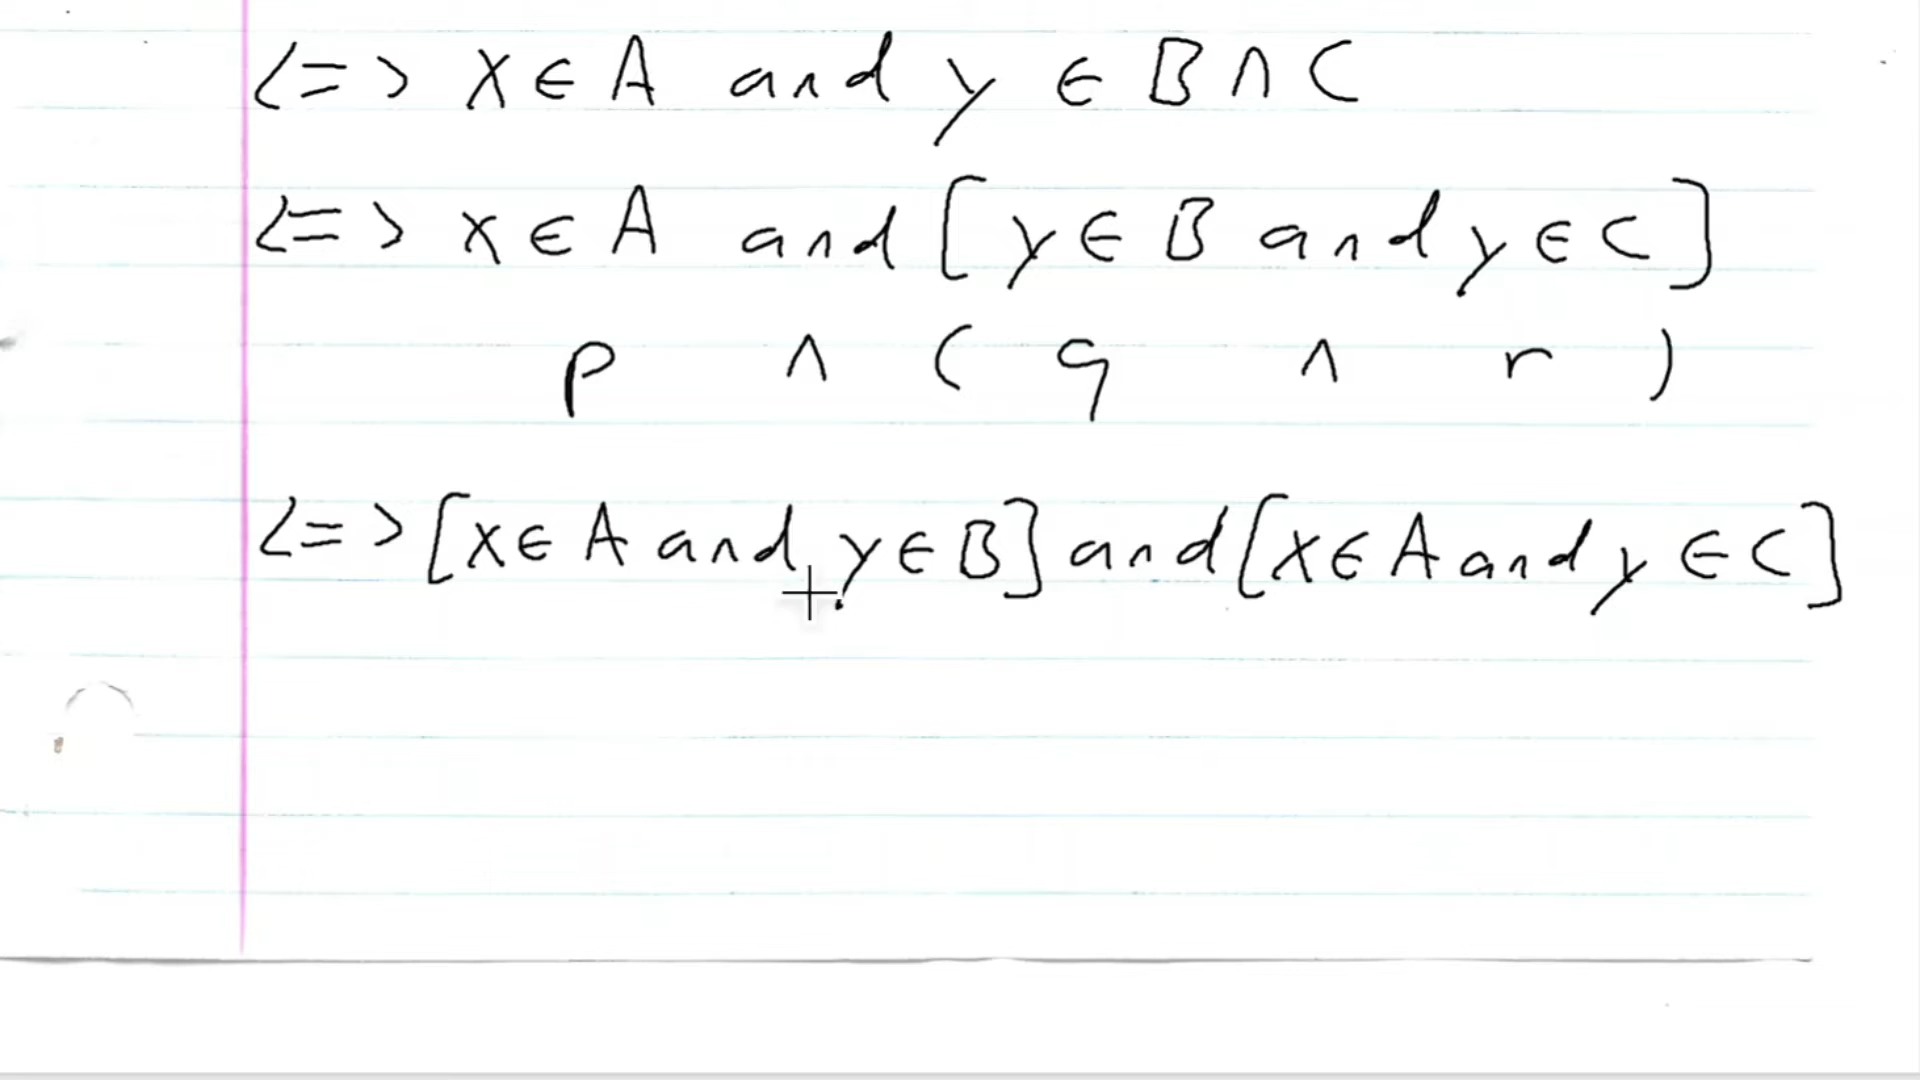 <=> x ∈ A and y ∈ B ∩ C
<=> x ∈ A and [y ∈ B and y ∈ C]
p ∧ (q ∧ r)
<=> [x ∈ A and y ∈ B] and [x ∈ A and y ∈ C]